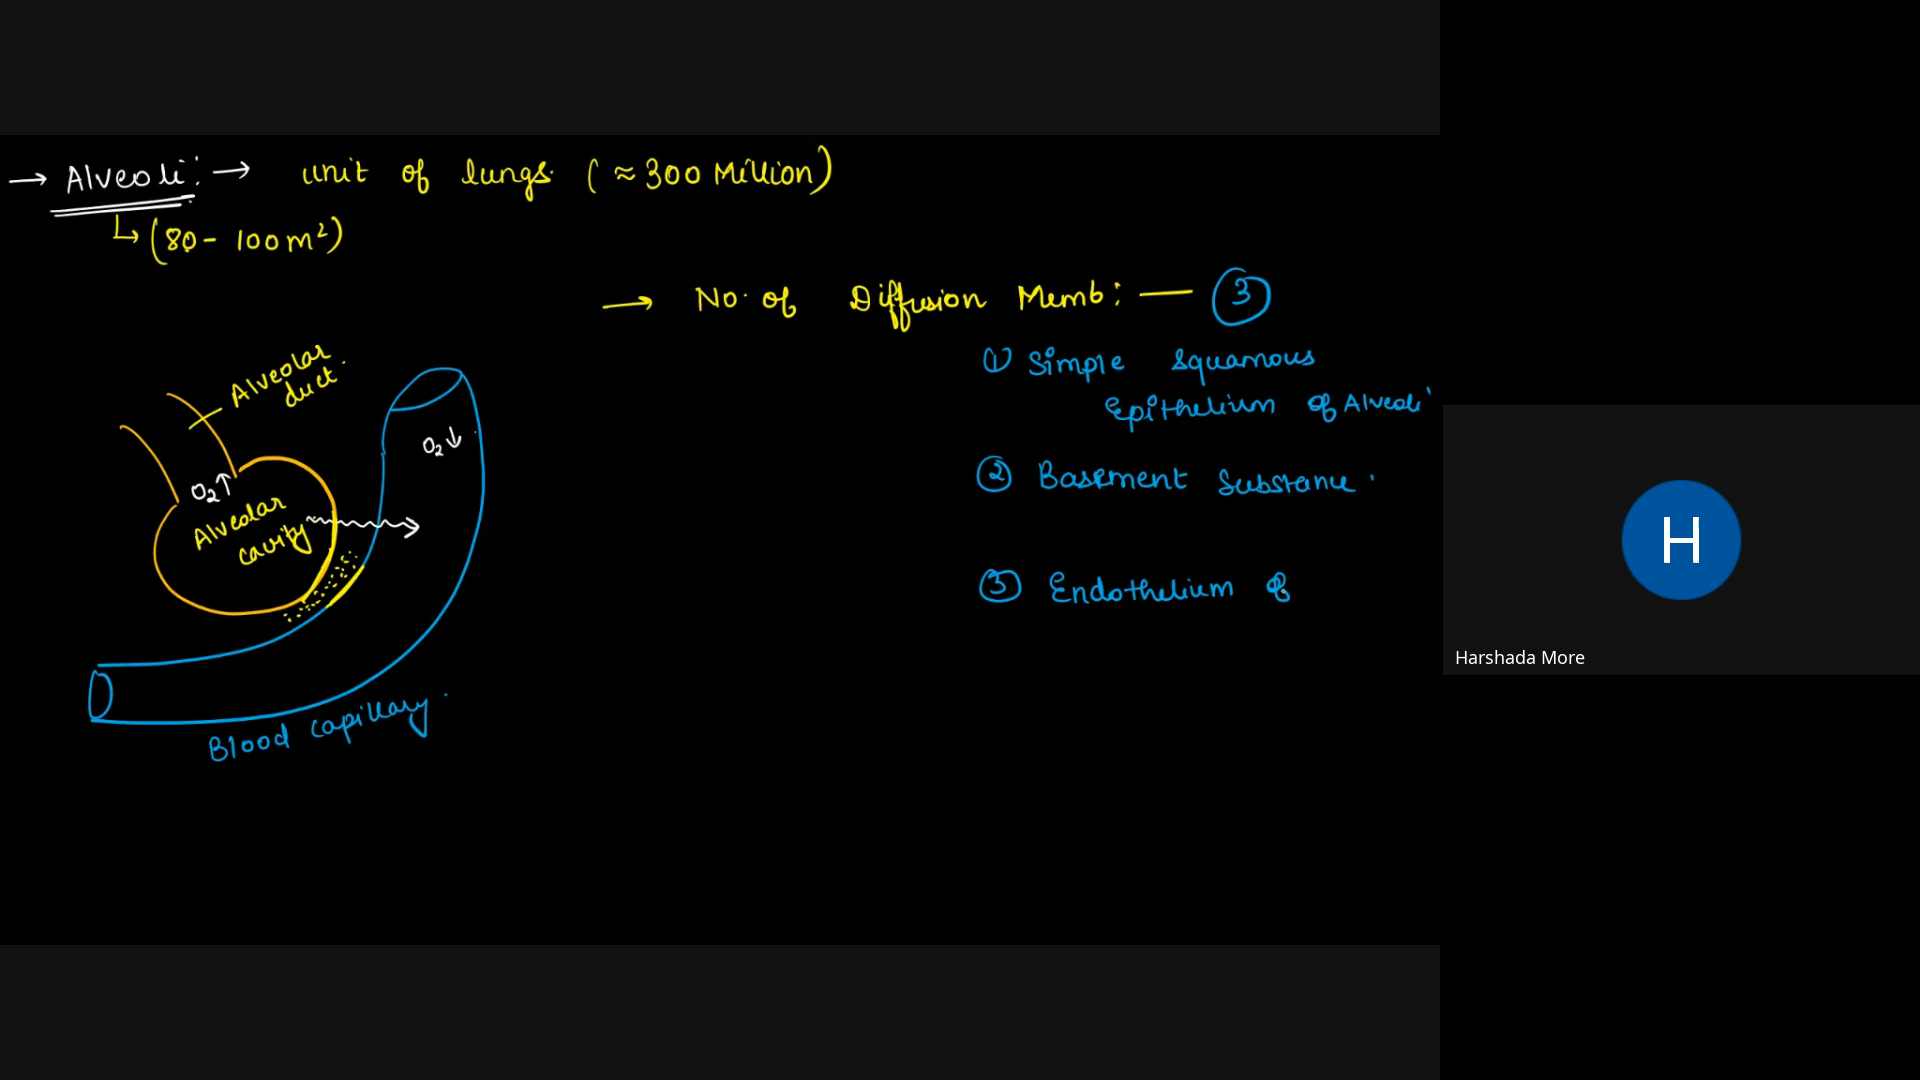 → Alveoli: → unit of lungs (≈ 300 Million)
↳ (80 - 100 m²)
→ No. of Diffusion Memb: — 3
① Simple Squamous
Epithelium of Alveoli
② Basement Substance.
③ Endothelium of
Alveolar
duct.
O₂↑
Alveolar
cavity
O₂↓
Blood capillary.
H
Harshada More